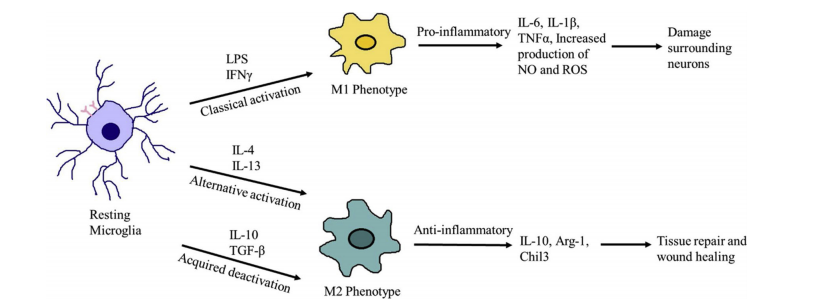 Resting
Microglia
LPS
IFNγ
Classical activation
M1 Phenotype
Pro-inflammatory
IL-6, IL-1β,
TNFα, Increased
production of
NO and ROS
Damage
surrounding
neurons
IL-4
IL-13
Alternative activation
IL-10
TGF-β
Acquired deactivation
M2 Phenotype
Anti-inflammatory
IL-10, Arg-1,
Chil3
Tissue repair and
wound healing